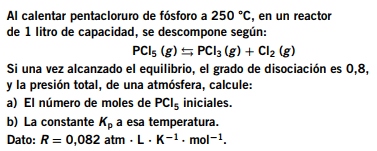 Al calentar pentacloruro de fósforo a 250 °C, en un reactor
de 1 litro de capacidad, se descompone según:
PCl₅ (g) ⇆ PCl₃ (g) + Cl₂ (g)
Si una vez alcanzado el equilibrio, el grado de disociación es 0,8,
y la presión total, de una atmósfera, calcule:
a) El número de moles de PCl₅ iniciales.
b) La constante Kₚ a esa temperatura.
Dato: R = 0,082 atm · L · K⁻¹ · mol⁻¹.